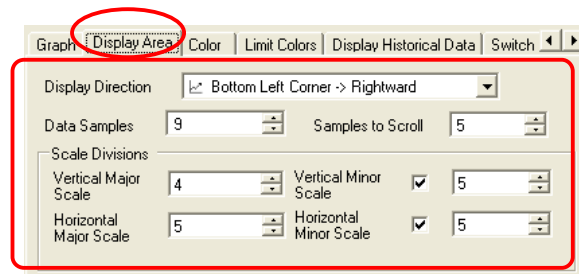 Graph Display Area Color Limit Colors Display Historical Data Switch
Display Direction Bottom Left Corner -> Rightward
Data Samples 9 Samples to Scroll 5
Scale Divisions
Vertical Major Scale 4 Vertical Minor Scale 5
Horizontal Major Scale 5 Horizontal Minor Scale 5